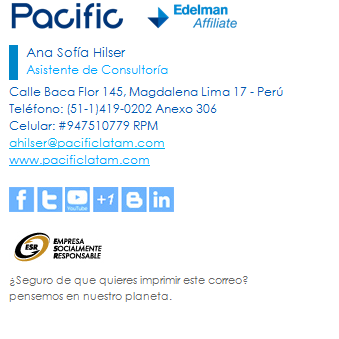 Pacific
Edelman
Affiliate
Ana Sofía Hilser
Asistente de Consultoría
Calle Baca Flor 145, Magdalena Lima 17 - Perú
Teléfono: (51-1)419-0202 Anexo 306
Celular: #947510779 RPM
ahilser@pacificlatam.com
www.pacificlatam.com
f t You Tube +1 B in
ESR
EMPRESA
SOCIALMENTE
RESPONSABLE
¿Seguro de que quieres imprimir este correo?
pensemos en nuestro planeta.